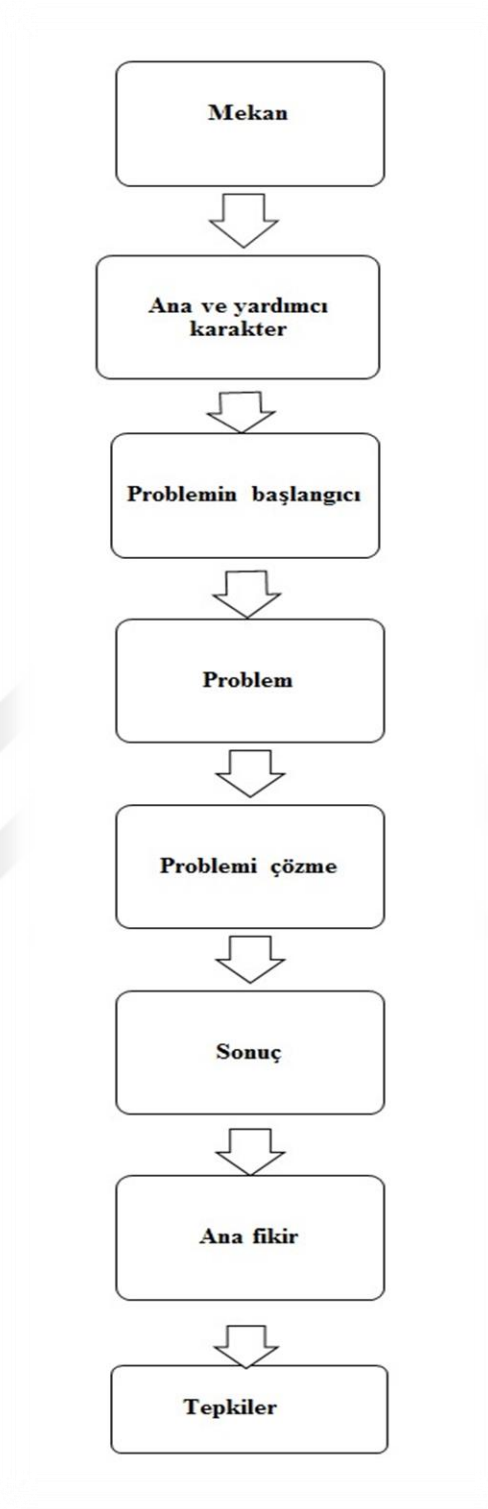 Mekan
Ana ve yardımcı
karakter
Problemin başlangıcı
Problem
Problemi çözme
Sonuç
Ana fikir
Tepkiler